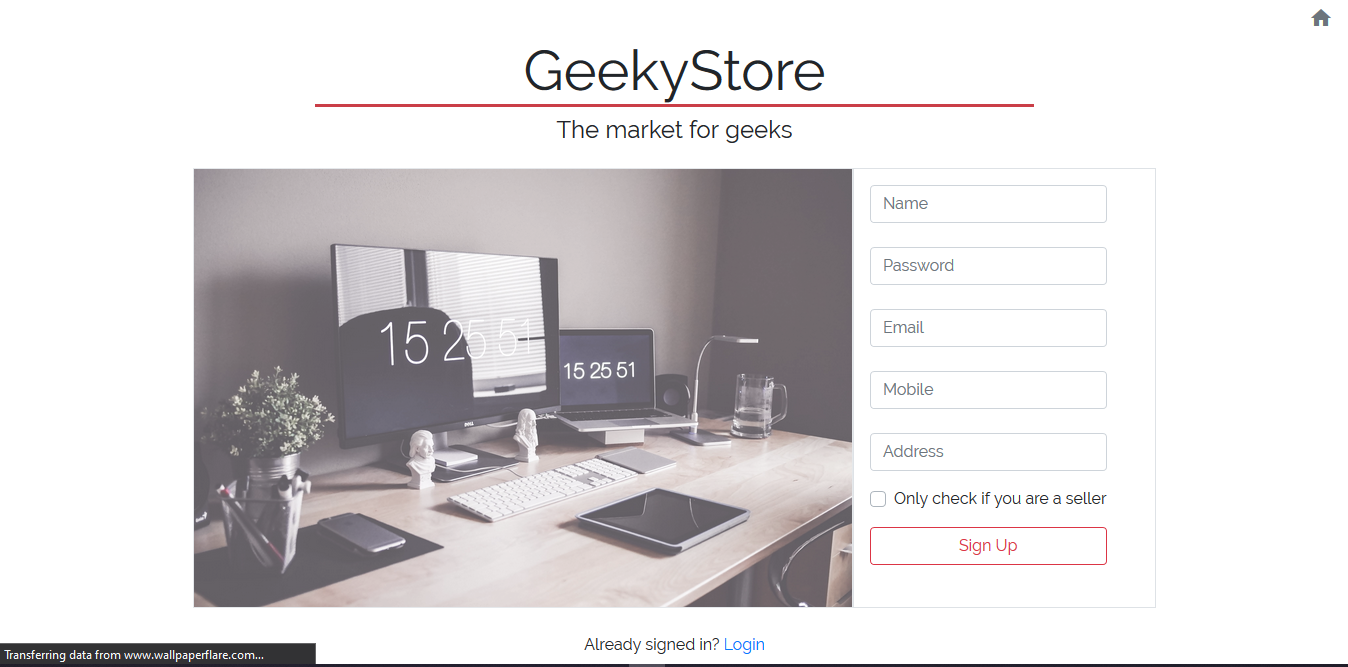 GeekyStore
The market for geeks
15 25 51
15 25 51
DELL
Name
Password
Email
Mobile
Address
Only check if you are a seller
Sign Up
Already signed in? Login
Transferring data from www.wallpaperflare.com...